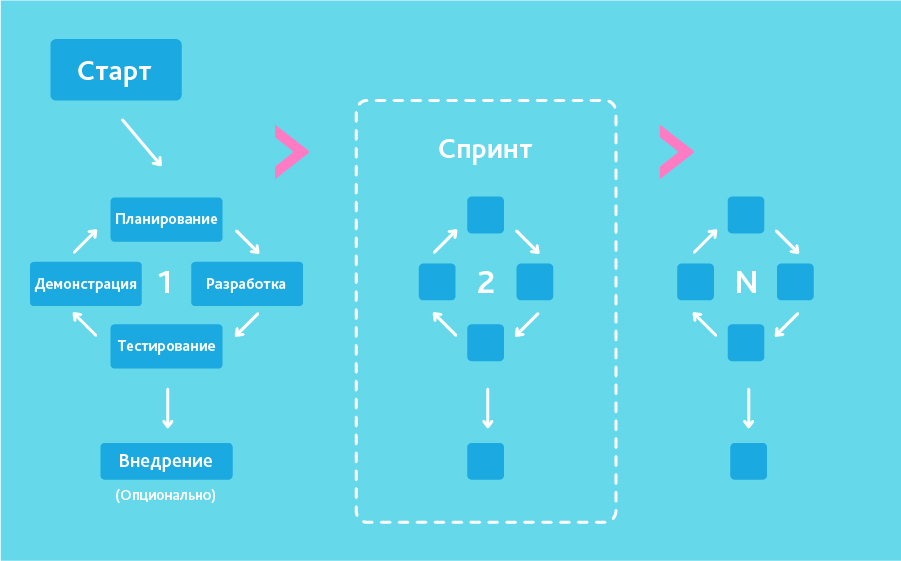 Старт
Спринт
Планирование
Демонстрация
1
Разработка
2
N
Тестирование
Внедрение
(Опционально)